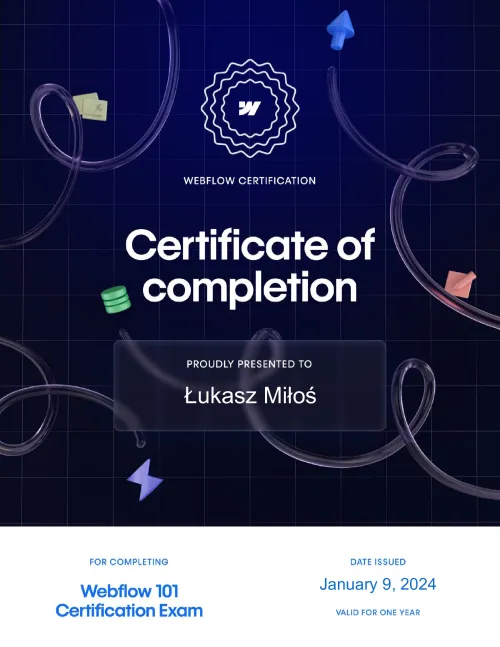 WEBFLOW CERTIFICATION
Certificate of
completion
PROUDLY PRESENTED TO
Łukasz Miłoś
FOR COMPLETING
Webflow 101
Certification Exam
DATE ISSUED
January 9, 2024
VALID FOR ONE YEAR